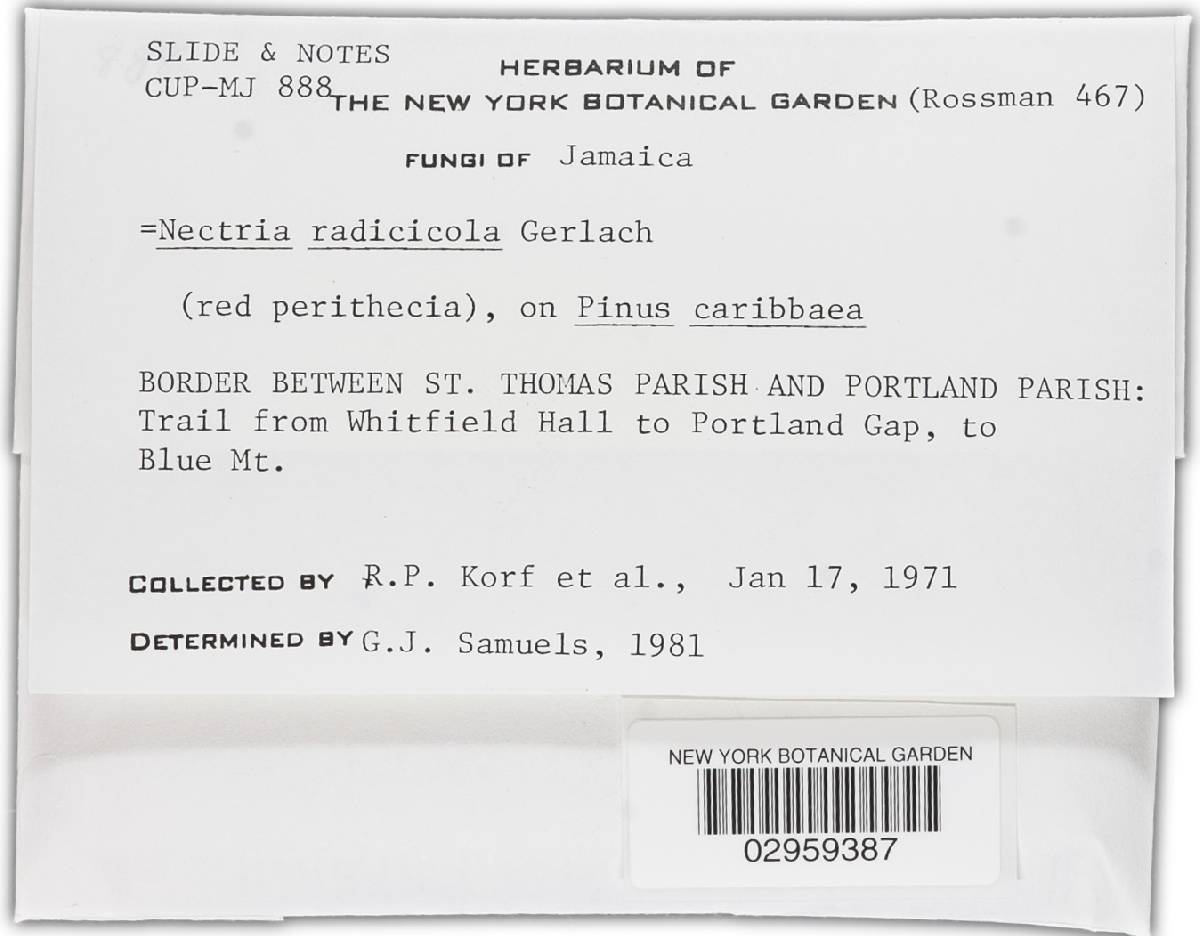 SLIDE & NOTES
CUP-MJ 888
HERBARIUM OF
THE NEW YORK BOTANICAL GARDEN (Rossman 467)
FUNGI OF Jamaica
=Nectria radicicola Gerlach
(red perithecia), on Pinus caribbaea
BORDER BETWEEN ST. THOMAS PARISH AND PORTLAND PARISH:
Trail from Whitfield Hall to Portland Gap, to
Blue Mt.
COLLECTED BY R.P. Korf et al., Jan 17, 1971
DETERMINED BY G.J. Samuels, 1981
NEW YORK BOTANICAL GARDEN
02959387